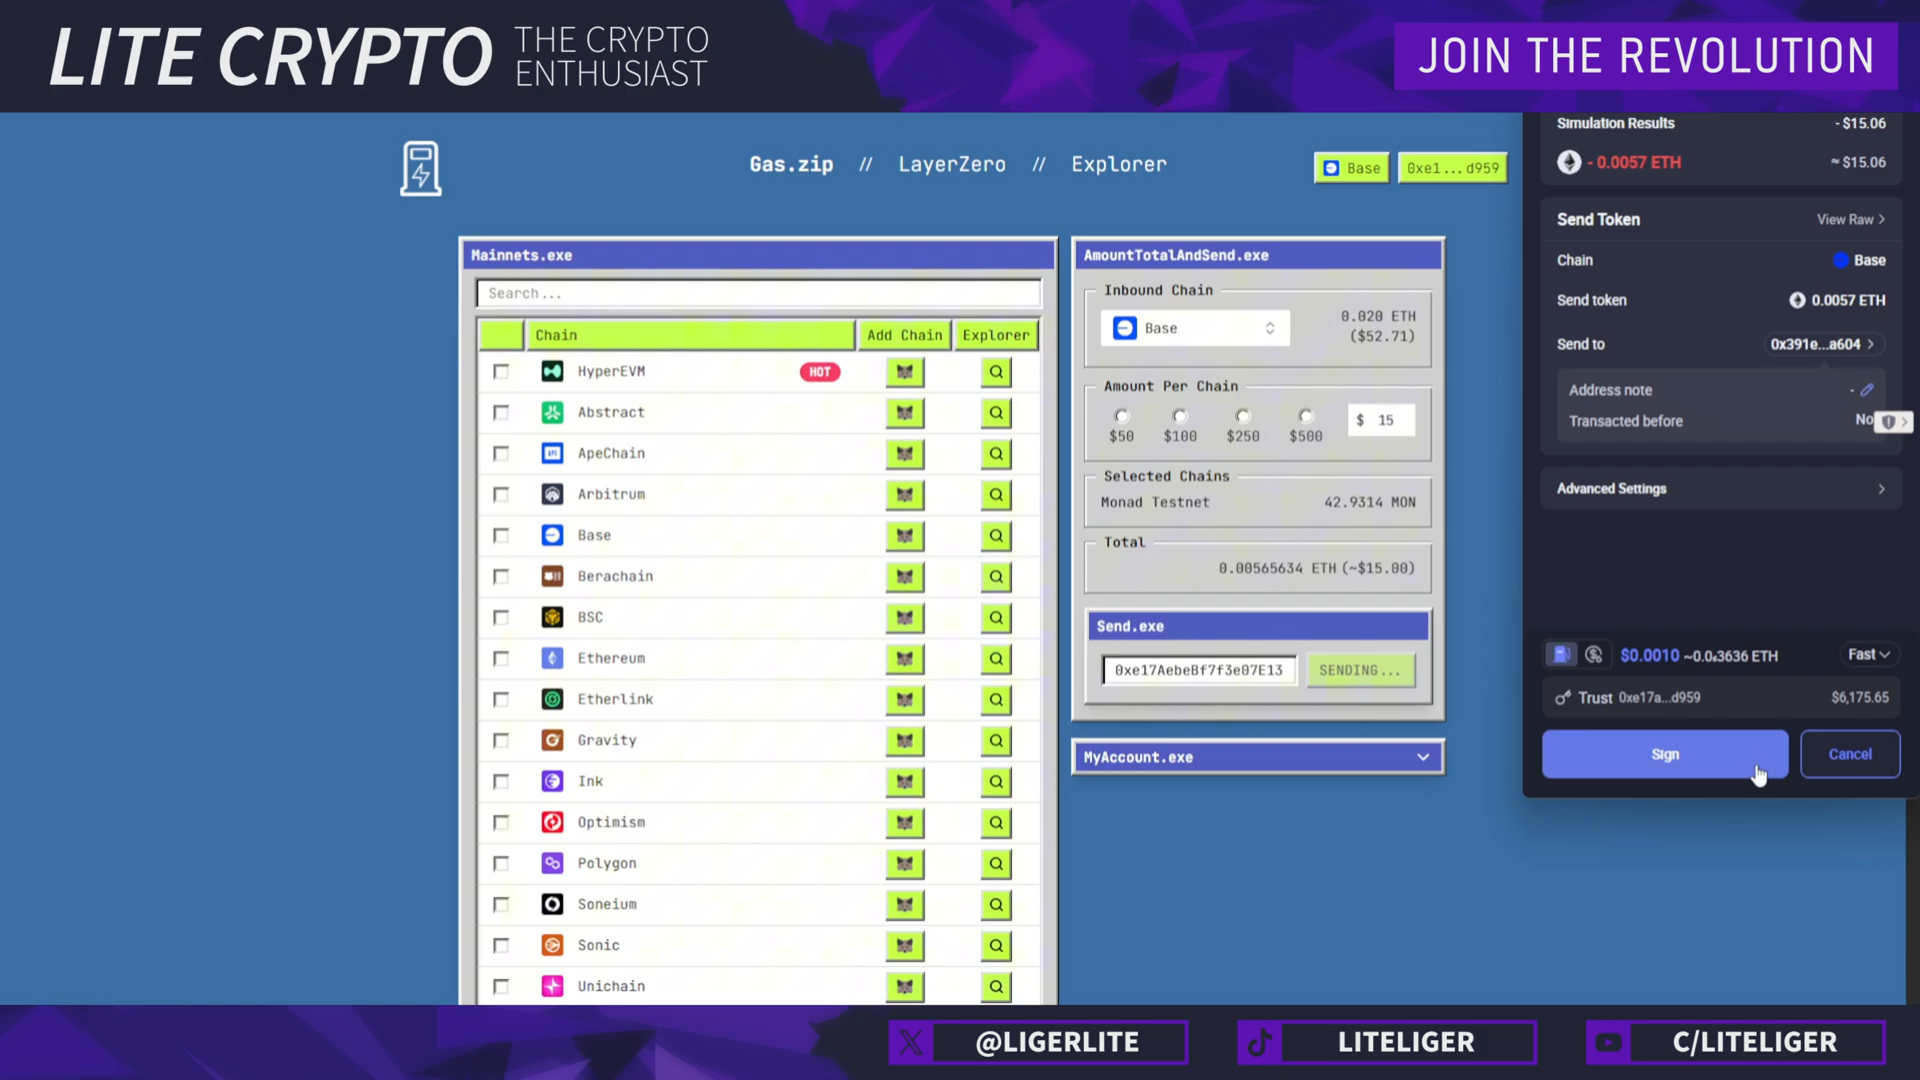 LITE CRYPTO
THE CRYPTO
ENTHUSIAST
JOIN THE REVOLUTION
Gas.zip // LayerZero // Explorer
Base
0xe1...d959
Mainnets.exe
Search...
Chain
Add Chain
Explorer
HyperEVM
HOT
Abstract
ApeChain
Arbitrum
Base
Berachain
BSC
Ethereum
Etherlink
Gravity
Ink
Optimism
Polygon
Soneium
Sonic
Unichain
AmountTotalAndSend.exe
Inbound Chain
Base
0.020 ETH
($52.71)
Amount Per Chain
$50
$100
$250
$500
$ 15
Selected Chains
Monad Testnet
42.9314 MON
Total
0.00565634 ETH (~$15.00)
Send.exe
0xe17AebeBf7f3e07E13
SENDING...
MyAccount.exe
Simulation Results
- $15.06
- 0.0057 ETH
≈ $15.06
Send Token
View Raw >
Chain
Base
Send token
0.0057 ETH
Send to
0x391e...a604 >
Address note
-
Transacted before
No
Advanced Settings
$0.0010 ~0.0₆3636 ETH
Fast
Trust 0xe17a...d959
$6,175.65
Sign
Cancel
@LIGERLITE
LITELIGER
C/LITELIGER